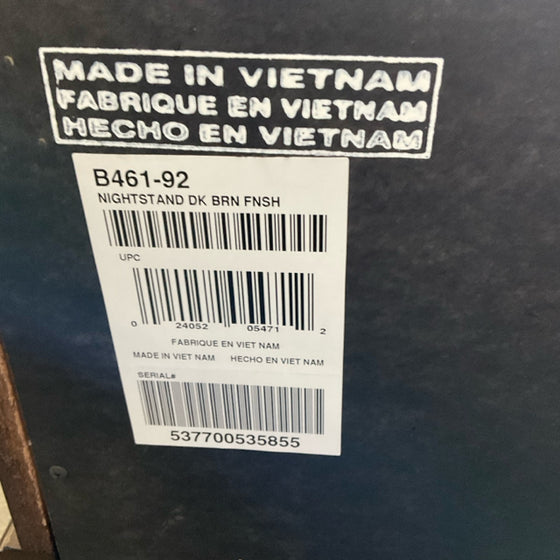 MADE IN VIETNAM
FABRIQUE EN VIETNAM
HECHO EN VIETNAM
B461-92
NIGHTSTAND DK BRN FNSH
UPC
0 24052 05471 2
FABRIQUE EN VIET NAM
MADE IN VIET NAM HECHO EN VIET NAM
SERIAL#
537700535855